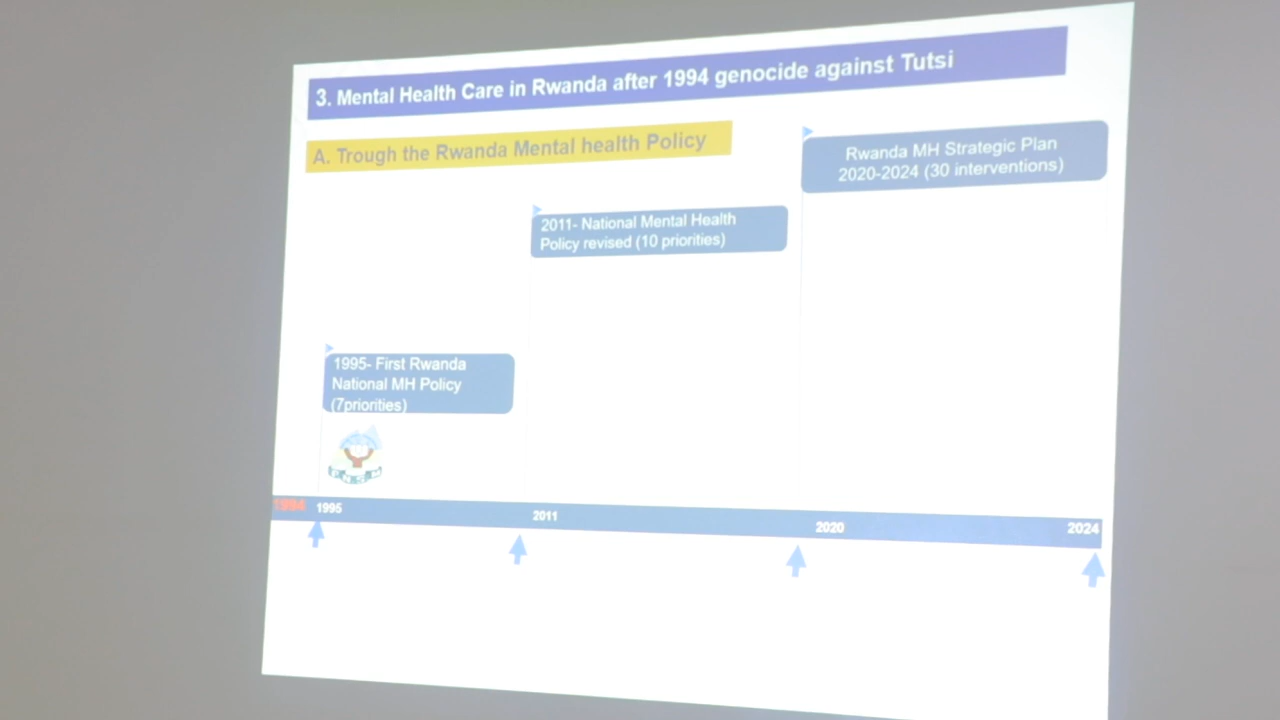 3. Mental Health Care in Rwanda after 1994 genocide against Tutsi
A. Trough the Rwanda Mental health Policy
Rwanda MH Strategic Plan
2020-2024 (30 interventions)
2011- National Mental Health
Policy revised (10 priorities)
1995- First Rwanda
National MH Policy
(7priorities)
P.N.S.M
1994 1995 2011 2020 2024